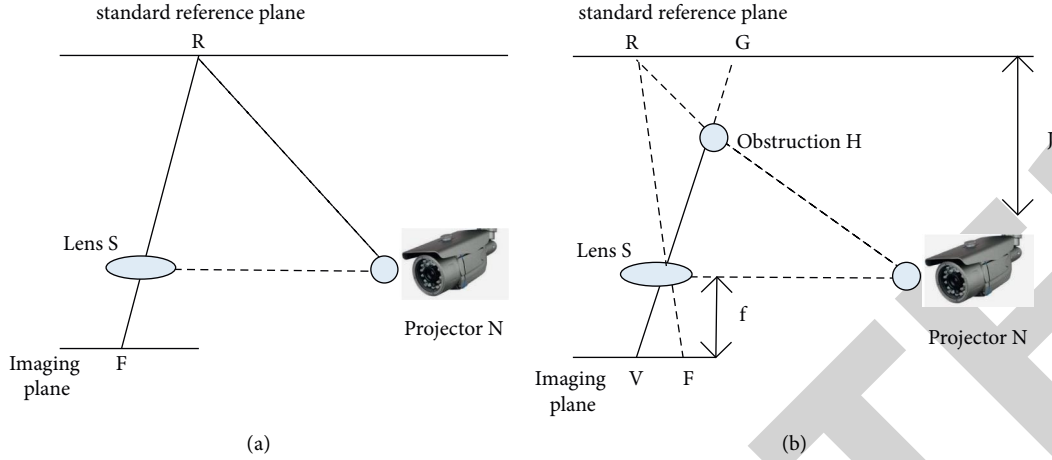 standard reference plane
R
Lens S
Projector N
Imaging
plane
F
(a)
standard reference plane
R
G
Obstruction H
J
Lens S
f
Projector N
Imaging
plane
V
F
(b)